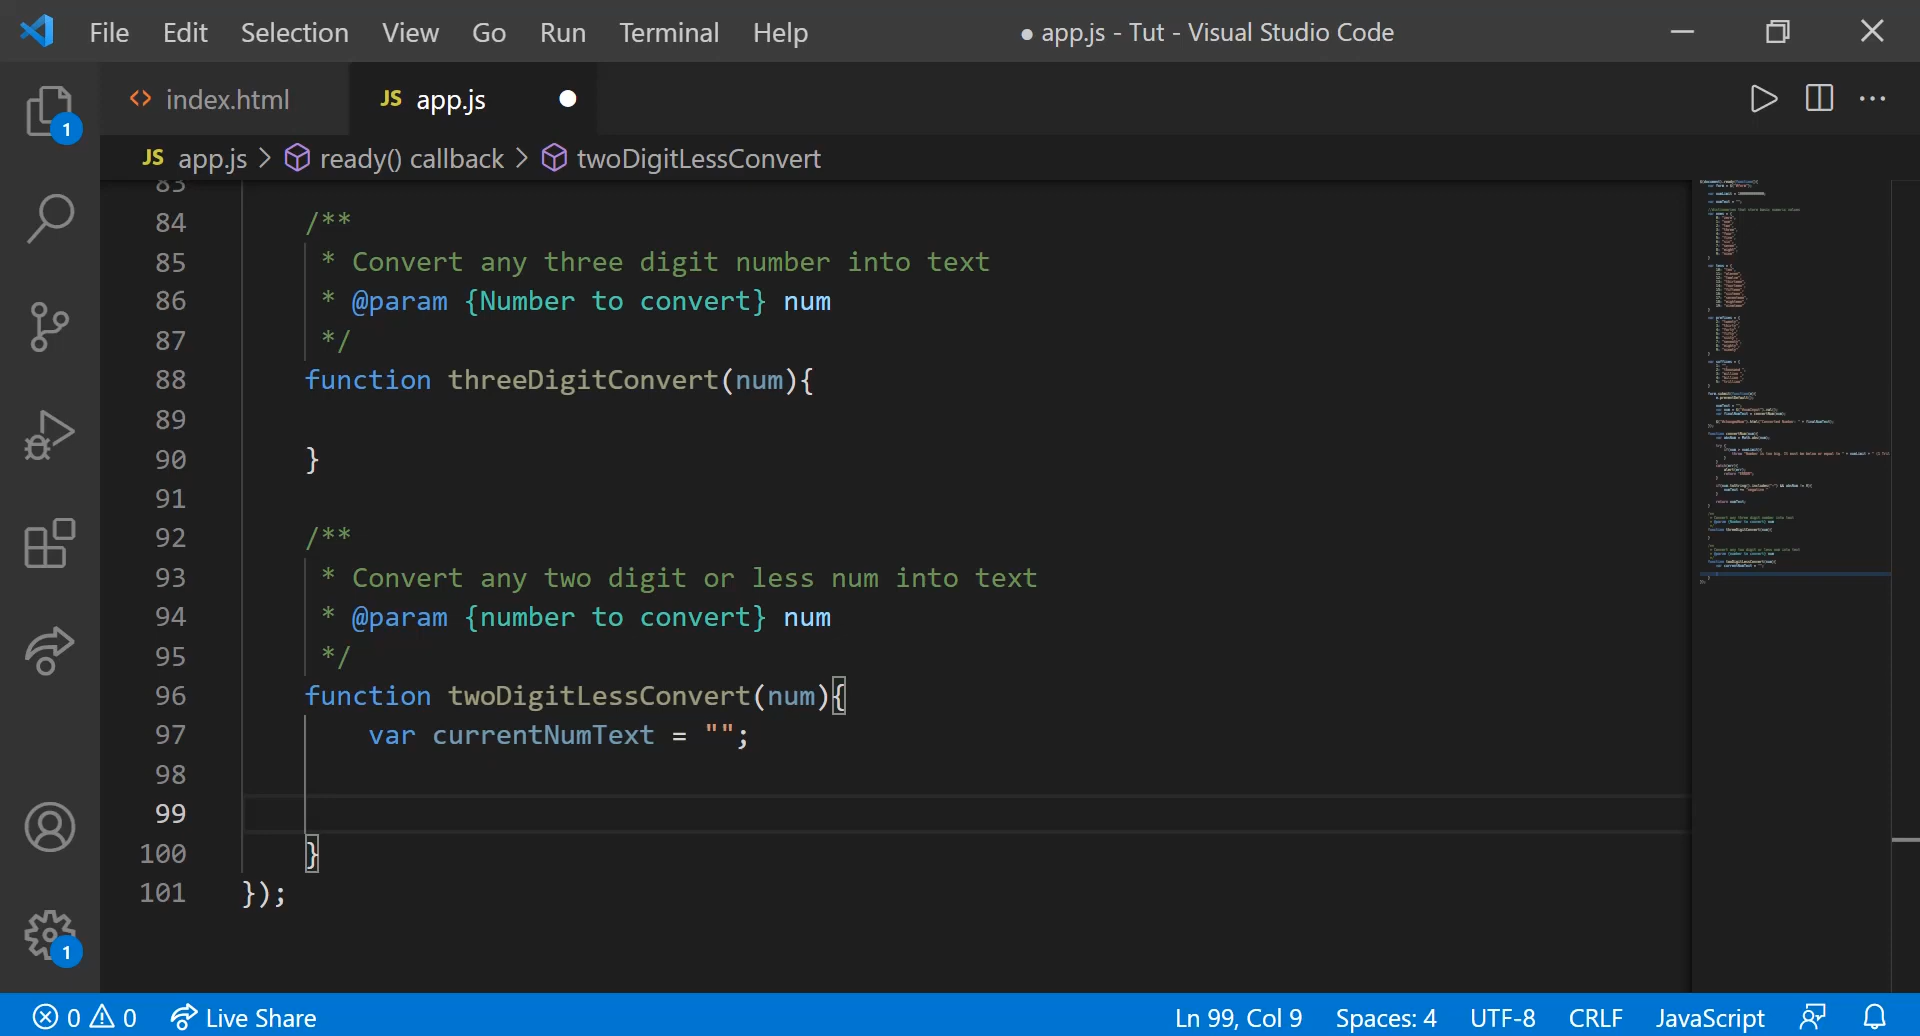 File Edit Selection View Go Run Terminal Help
● app.js - Tut - Visual Studio Code
index.html
JS app.js
JS app.js > ready() callback > twoDigitLessConvert
83
84 /**
85 * Convert any three digit number into text
86 * @param {Number to convert} num
87 */
88 function threeDigitConvert(num){
89
90 }
91
92 /**
93 * Convert any two digit or less num into text
94 * @param {number to convert} num
95 */
96 function twoDigitLessConvert(num){
97 var currentNumText = "";
98
99
100 }
101 });
1
1
0 0 Live Share
Ln 99, Col 9 Spaces: 4 UTF-8 CRLF JavaScript